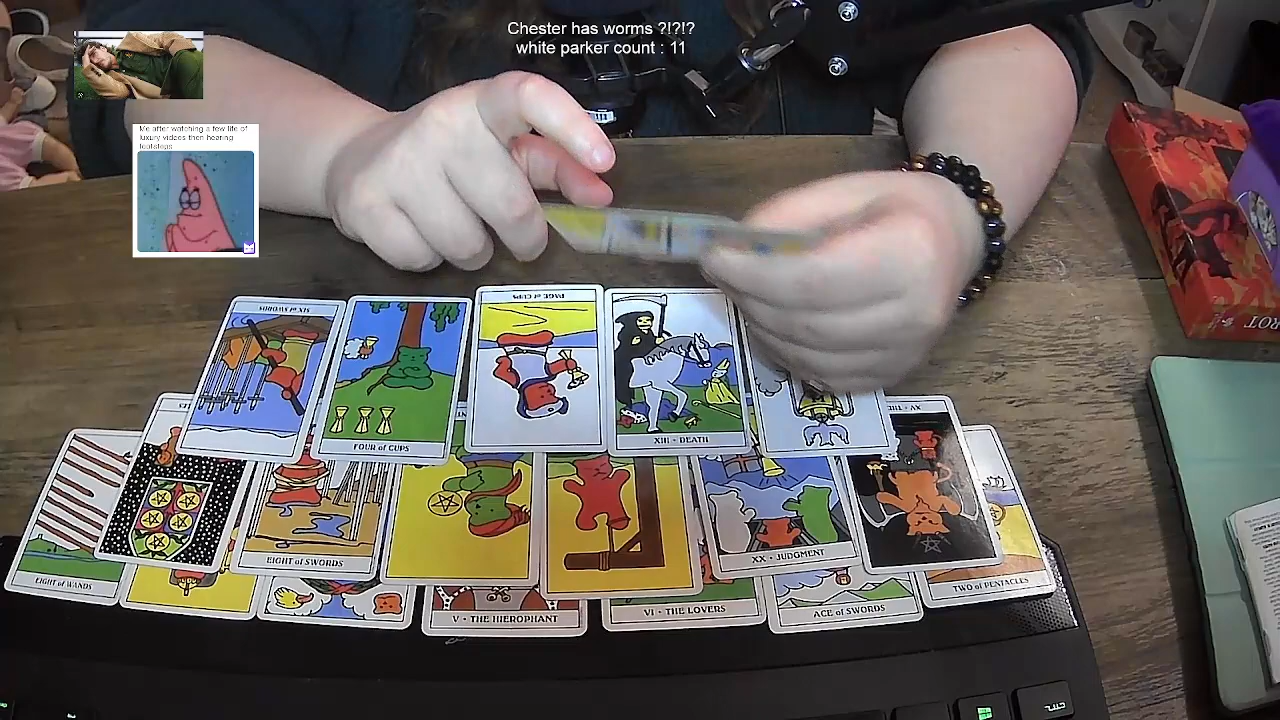 Chester has worms ?!?!?
white parker count : 11
Me after watching a few life of
luxury videos then hearing
footsteps
SIX of SWORDS
FOUR of CUPS
PAGE of CUPS
XIII • DEATH
EIGHT of WANDS
EIGHT of SWORDS
XX • JUDGMENT
V • THE HIEROPHANT
VI • THE LOVERS
ACE of SWORDS
TWO of PENTACLES
CTRL